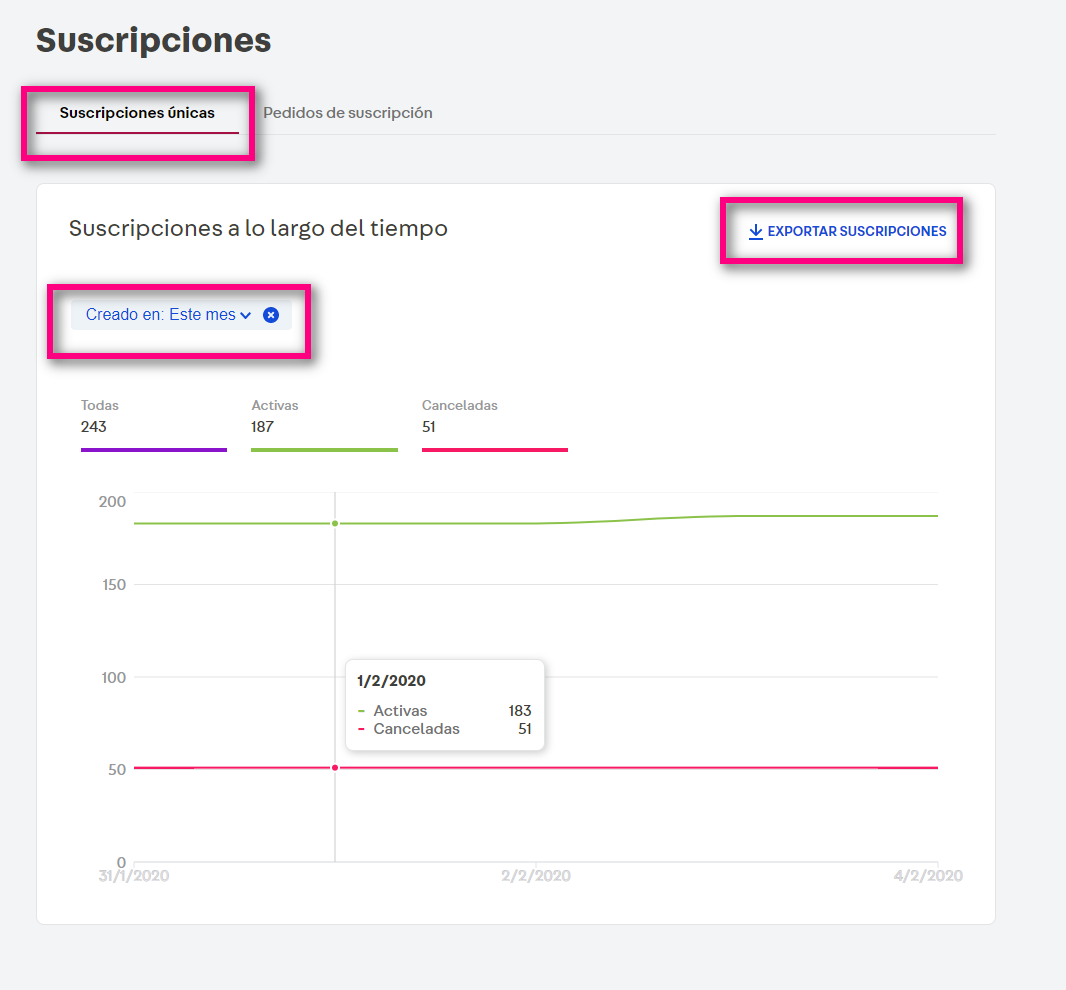 Suscripciones
Suscripciones únicas Pedidos de suscripción
Suscripciones a lo largo del tiempo
EXPORTAR SUSCRIPCIONES
Creado en: Este mes
Todas Activas Canceladas
243 187 51
200
150
100
1/2/2020
Activas 183
Canceladas 51
50
0
31/1/2020 2/2/2020 4/2/2020